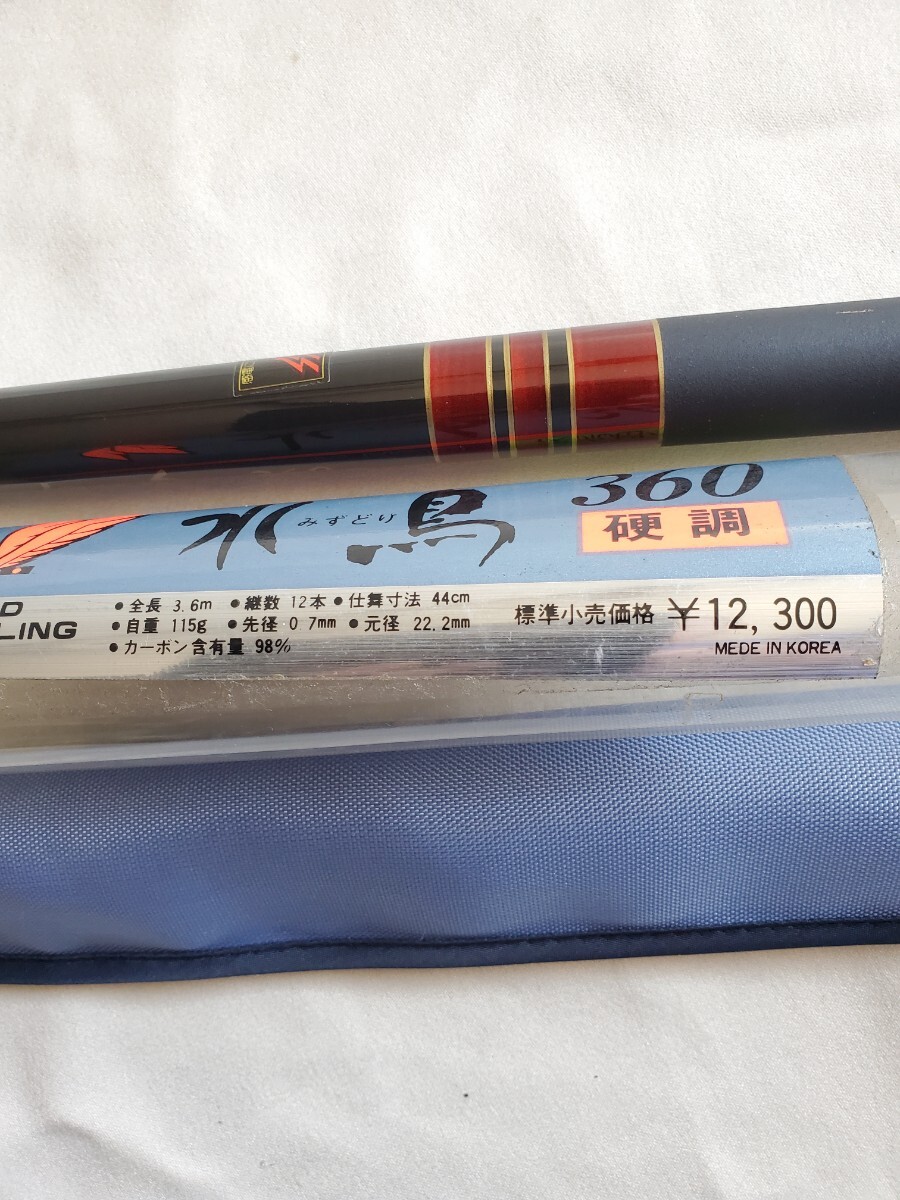 360
水鳥
みずどり
硬調
D
LING
● 全長 3.6m ● 継数 12本 ● 仕舞寸法 44cm
● 自重 115g ● 先径 0.7mm ● 元径 22.2mm
● カーボン含有量 98%
標準小売価格 ¥12,300
MEDE IN KOREA